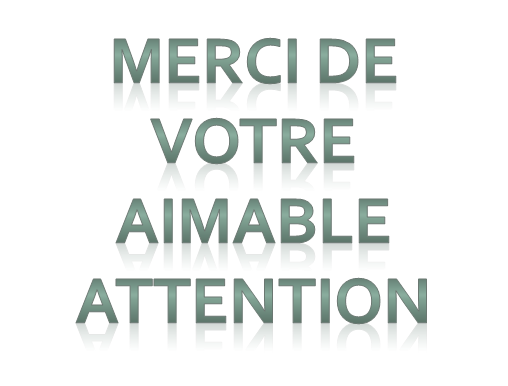 MERCI DE
VOTRE
AIMABLE
ATTENTION